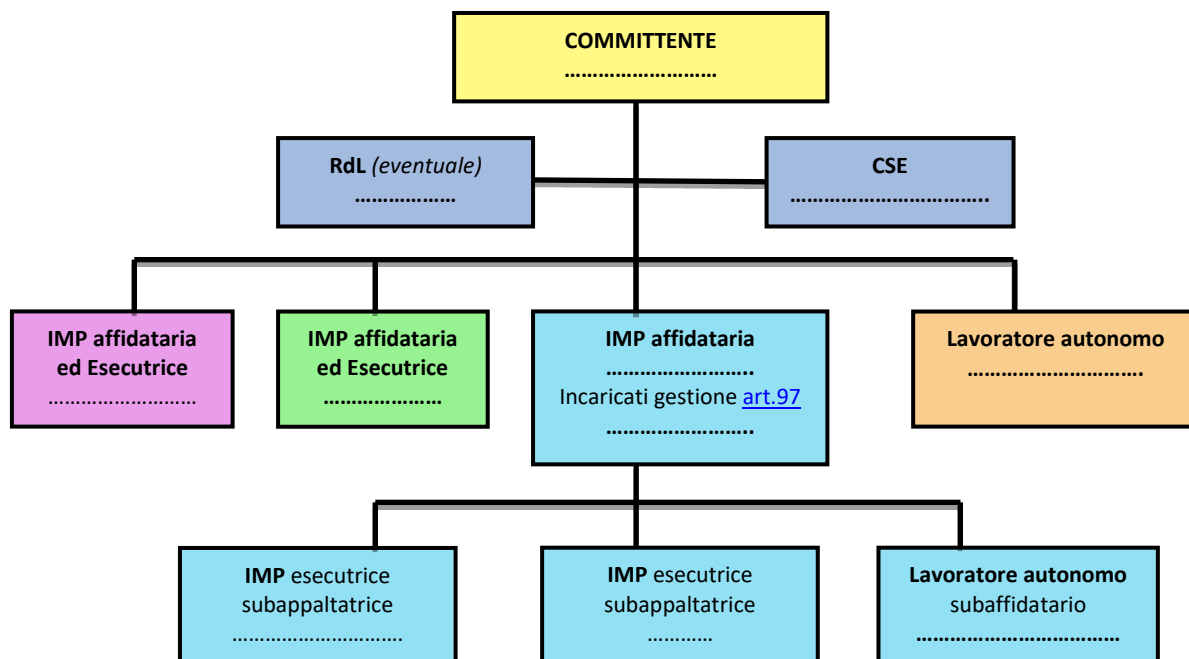 COMMITTENTE
………………………
RdL (eventuale)
………………
CSE
……………………………..
IMP affidataria
ed Esecutrice
………………………
IMP affidataria
ed Esecutrice
…………………
IMP affidataria
……………………..
Incaricati gestione art.97
……………………..
Lavoratore autonomo
………………………….
IMP esecutrice
subappaltatrice
………………………….
IMP esecutrice
subappaltatrice
…………
Lavoratore autonomo
subaffidatario
………………………………